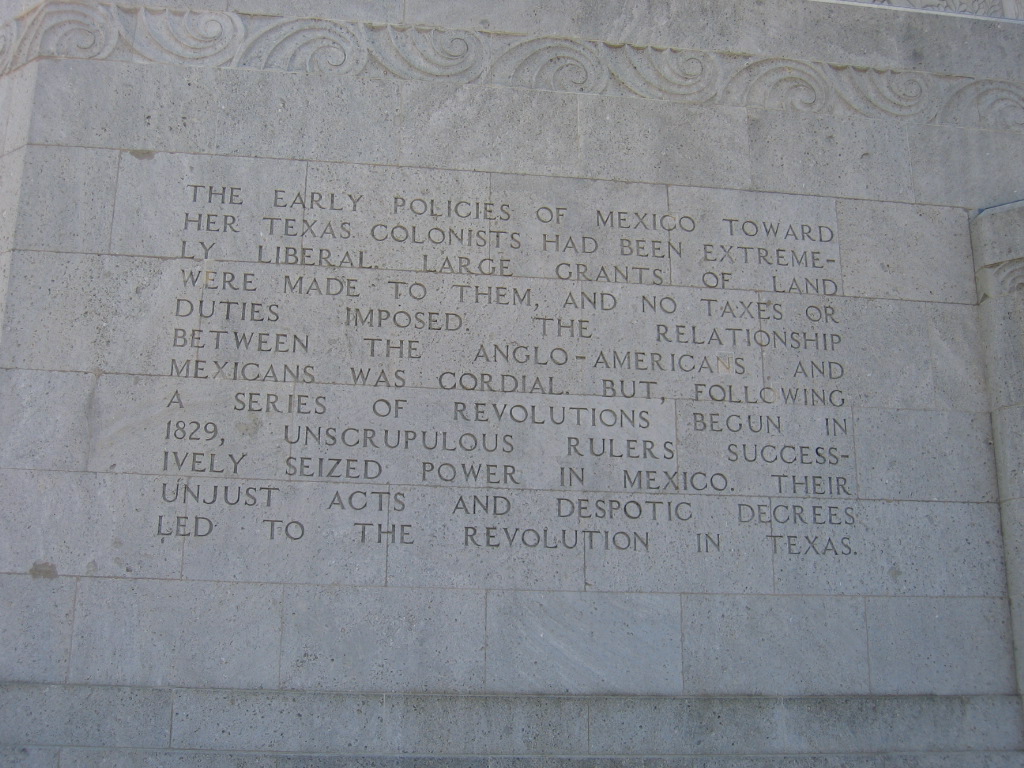 THE EARLY POLICIES OF MEXICO TOWARD
HER TEXAS COLONISTS HAD BEEN EXTREME-
LY LIBERAL. LARGE GRANTS OF LAND
WERE MADE TO THEM, AND NO TAXES OR
DUTIES IMPOSED. THE RELATIONSHIP
BETWEEN THE ANGLO-AMERICANS AND
MEXICANS WAS CORDIAL. BUT, FOLLOWING
A SERIES OF REVOLUTIONS BEGUN IN
1829, UNSCRUPULOUS RULERS SUCCESS-
IVELY SEIZED POWER IN MEXICO. THEIR
UNJUST ACTS AND DESPOTIC DECREES
LED TO THE REVOLUTION IN TEXAS.